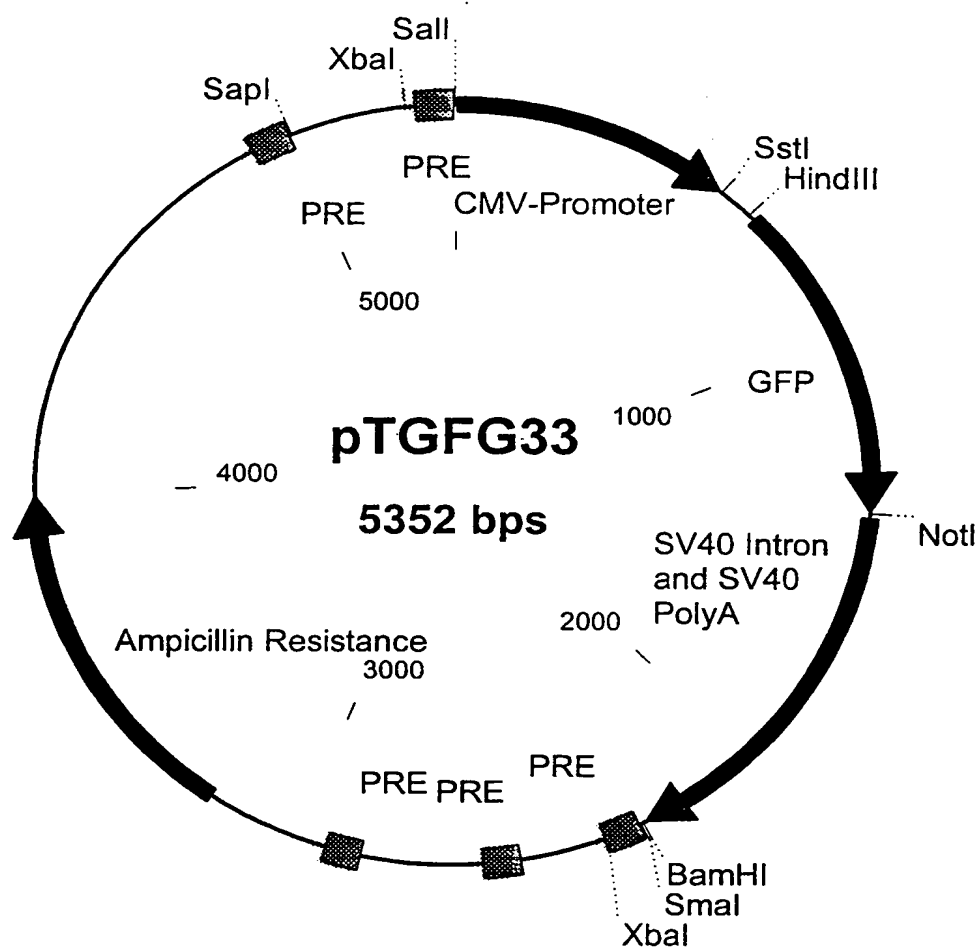 SalI
XbaI
SapI
SstI
HindIII
PRE
PRE
CMV-Promoter
5000
GFP
1000
pTGFG33
4000
5352 bps
NotI
SV40 Intron
and SV40
PolyA
2000
Ampicillin Resistance
3000
PRE
PRE
PRE
BamHI
SmaI
XbaI